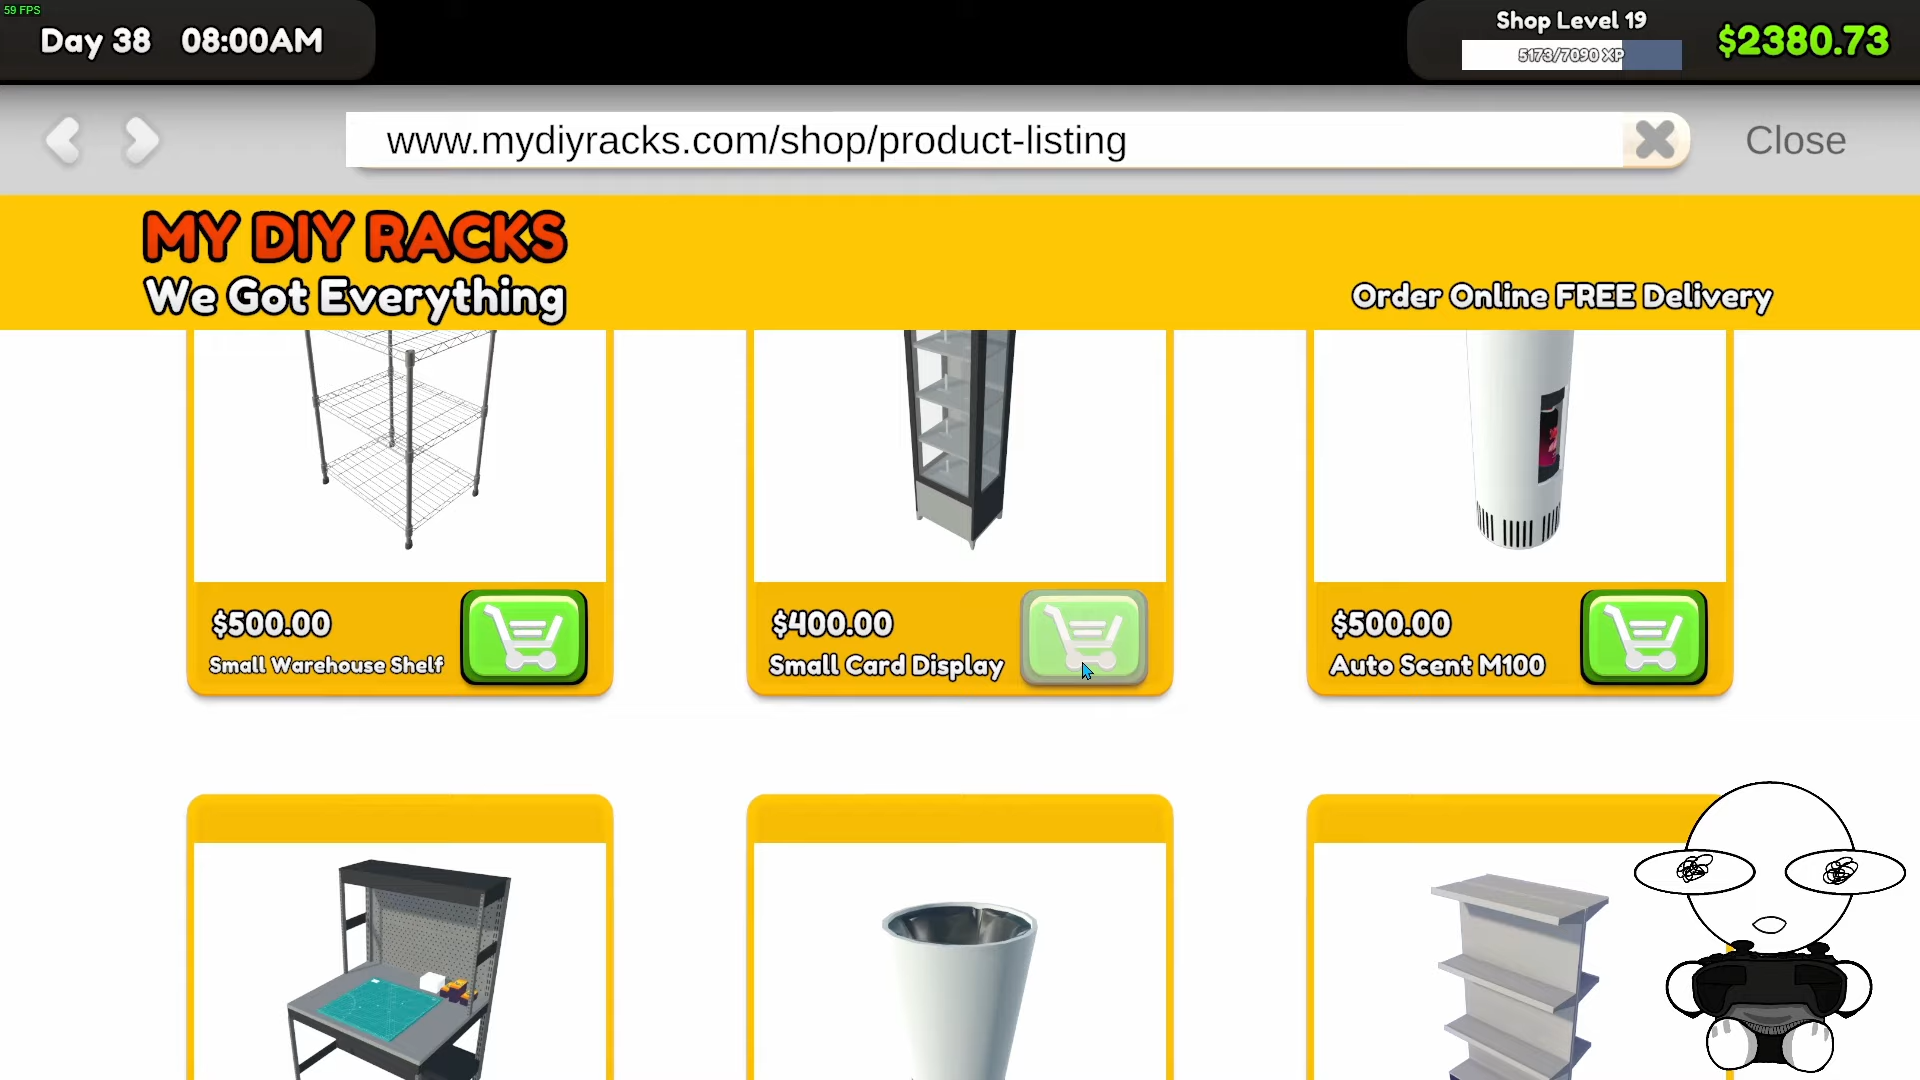 59 FPS
Day 38 08:00AM
Shop Level 19
5173/7090 XP
$2380.73
www.mydiyracks.com/shop/product-listing
Close
MY DIY RACKS
We Got Everything
Order Online FREE Delivery
$500.00
Small Warehouse Shelf
$400.00
Small Card Display
$500.00
Auto Scent M100